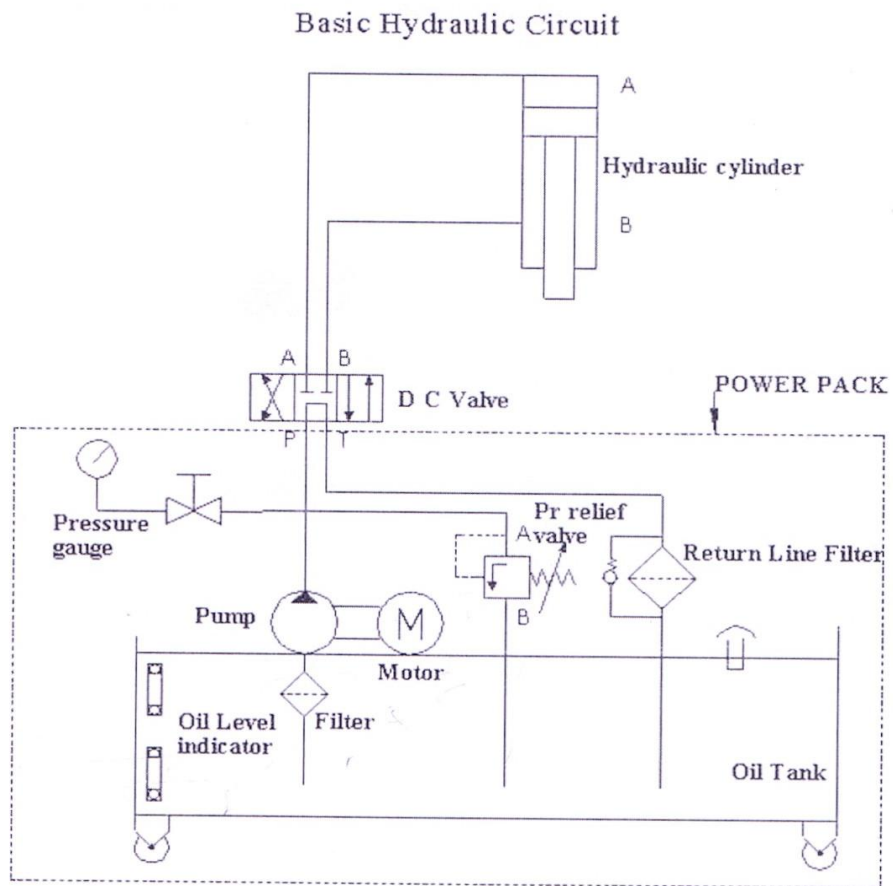 Basic Hydraulic Circuit
A
Hydraulic cylinder
B
A B
D C Valve
POWER PACK
P T
Pressure
gauge
Pr relief
A valve
Return Line Filter
B
Pump
M
Motor
Oil Level
indicator
Filter
Oil Tank